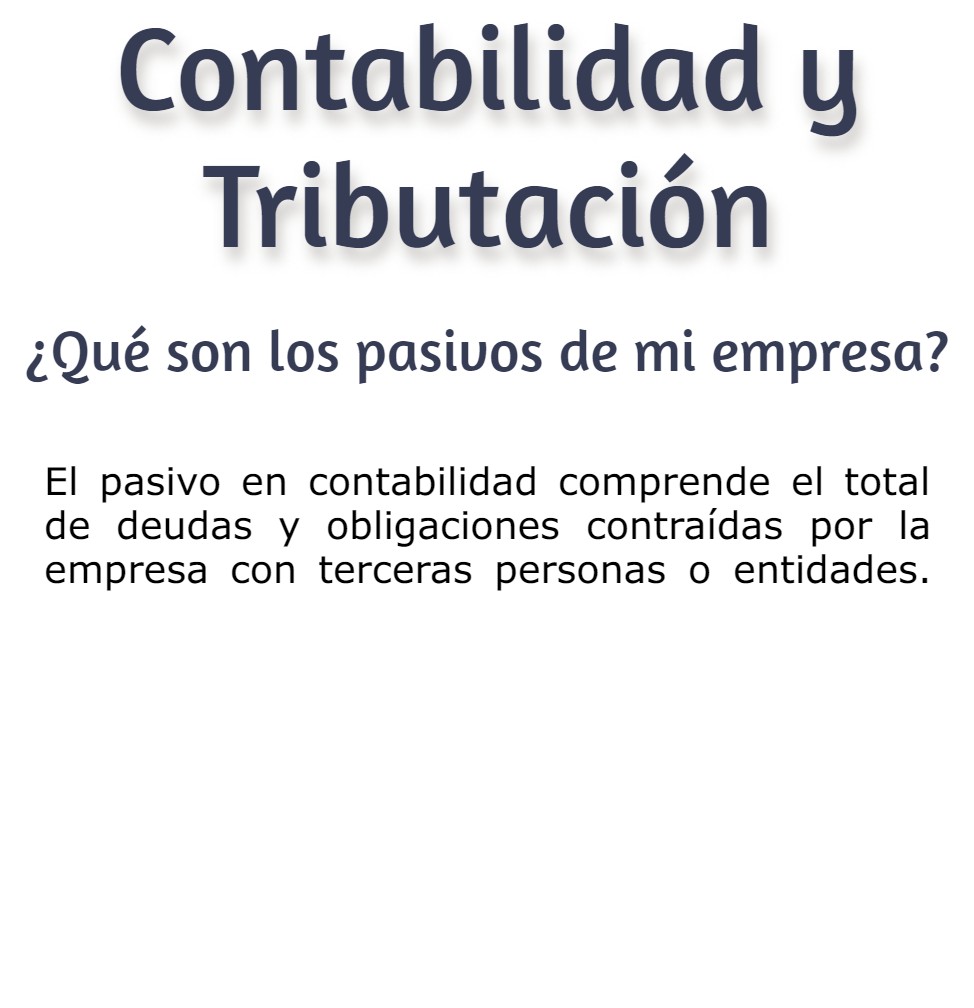 Contabilidad y
Tributación
¿Qué son los pasivos de mi empresa?
El pasivo en contabilidad comprende el total
de deudas y obligaciones contraídas por la
empresa con terceras personas o entidades.